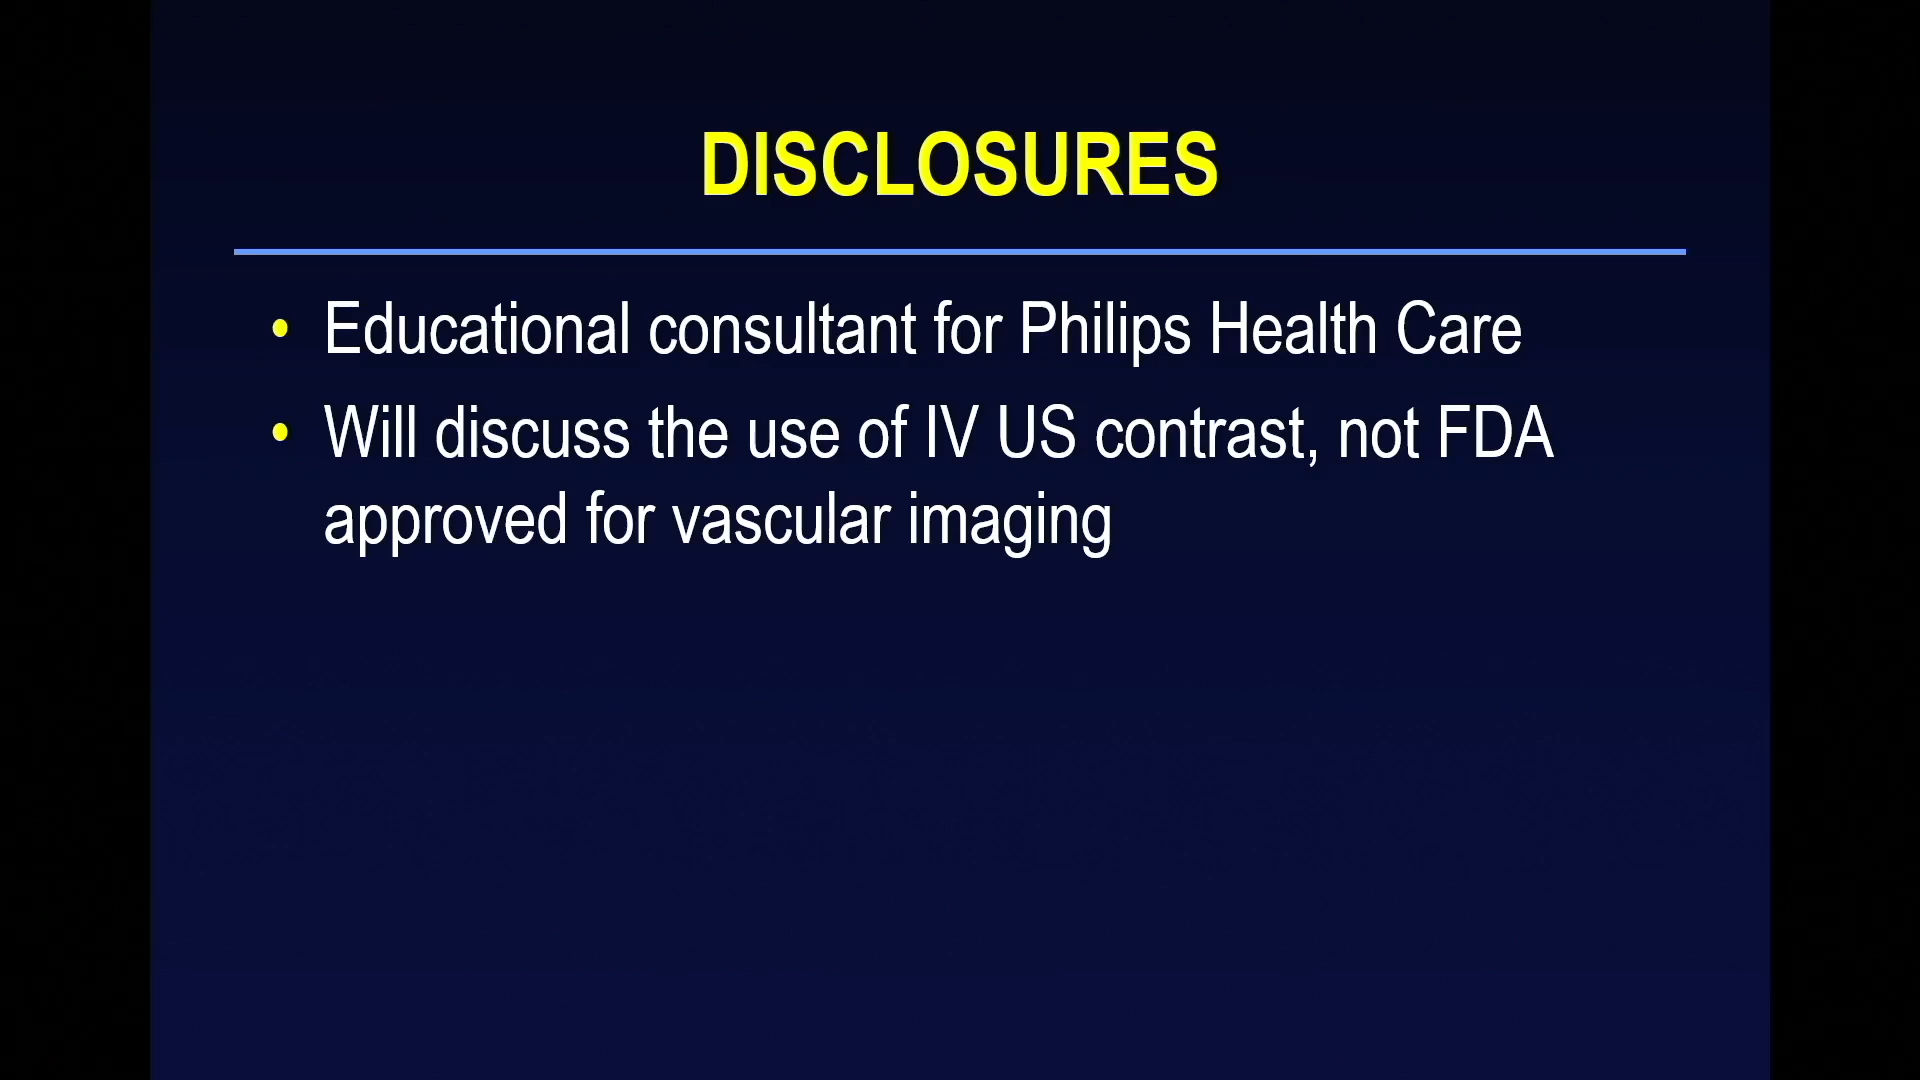 DISCLOSURES
• Educational consultant for Philips Health Care
• Will discuss the use of IV US contrast, not FDA
approved for vascular imaging